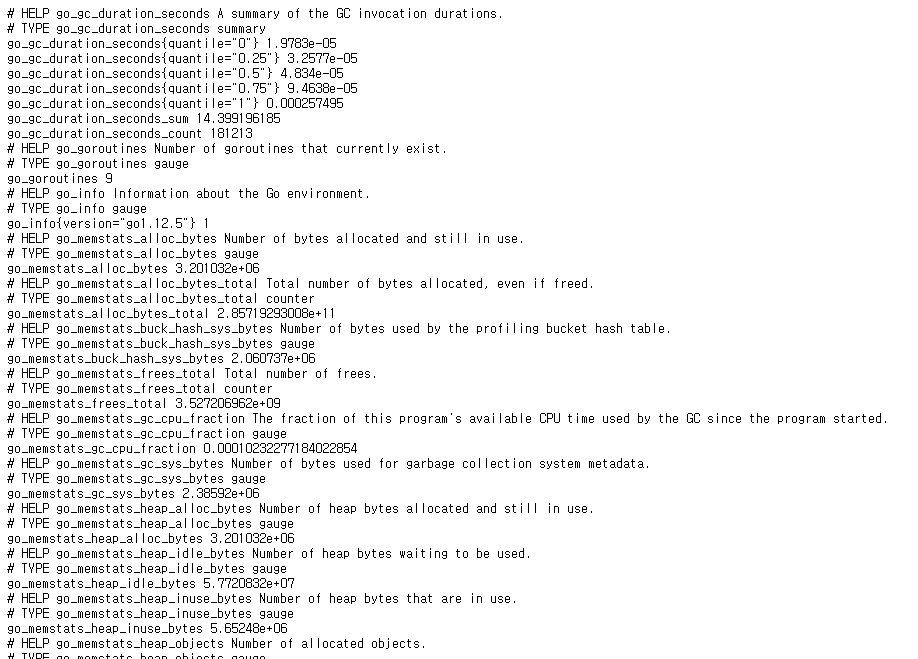 # HELP go_gc_duration_seconds A summary of the GC invocation durations.
# TYPE go_gc_duration_seconds summary
go_gc_duration_seconds{quantile="0"} 1.9783e-05
go_gc_duration_seconds{quantile="0.25"} 3.2577e-05
go_gc_duration_seconds{quantile="0.5"} 4.834e-05
go_gc_duration_seconds{quantile="0.75"} 9.4638e-05
go_gc_duration_seconds{quantile="1"} 0.000257495
go_gc_duration_seconds_sum 14.399196185
go_gc_duration_seconds_count 181213
# HELP go_goroutines Number of goroutines that currently exist.
# TYPE go_goroutines gauge
go_goroutines 9
# HELP go_info Information about the Go environment.
# TYPE go_info gauge
go_info{version="go1.12.5"} 1
# HELP go_memstats_alloc_bytes Number of bytes allocated and still in use.
# TYPE go_memstats_alloc_bytes gauge
go_memstats_alloc_bytes 3.201032e+06
# HELP go_memstats_alloc_bytes_total Total number of bytes allocated, even if freed.
# TYPE go_memstats_alloc_bytes_total counter
go_memstats_alloc_bytes_total 2.85719293008e+11
# HELP go_memstats_buck_hash_sys_bytes Number of bytes used by the profiling bucket hash table.
# TYPE go_memstats_buck_hash_sys_bytes gauge
go_memstats_buck_hash_sys_bytes 2.060737e+06
# HELP go_memstats_frees_total Total number of frees.
# TYPE go_memstats_frees_total counter
go_memstats_frees_total 3.527206962e+09
# HELP go_memstats_gc_cpu_fraction The fraction of this program's available CPU time used by the GC since the program started.
# TYPE go_memstats_gc_cpu_fraction gauge
go_memstats_gc_cpu_fraction 0.00010232277184022854
# HELP go_memstats_gc_sys_bytes Number of bytes used for garbage collection system metadata.
# TYPE go_memstats_gc_sys_bytes gauge
go_memstats_gc_sys_bytes 2.38592e+06
# HELP go_memstats_heap_alloc_bytes Number of heap bytes allocated and still in use.
# TYPE go_memstats_heap_alloc_bytes gauge
go_memstats_heap_alloc_bytes 3.201032e+06
# HELP go_memstats_heap_idle_bytes Number of heap bytes waiting to be used.
# TYPE go_memstats_heap_idle_bytes gauge
go_memstats_heap_idle_bytes 5.7720832e+07
# HELP go_memstats_heap_inuse_bytes Number of heap bytes that are in use.
# TYPE go_memstats_heap_inuse_bytes gauge
go_memstats_heap_inuse_bytes 5.65248e+06
# HELP go_memstats_heap_objects Number of allocated objects.
# TYPE go_memstats_heap_objects gauge